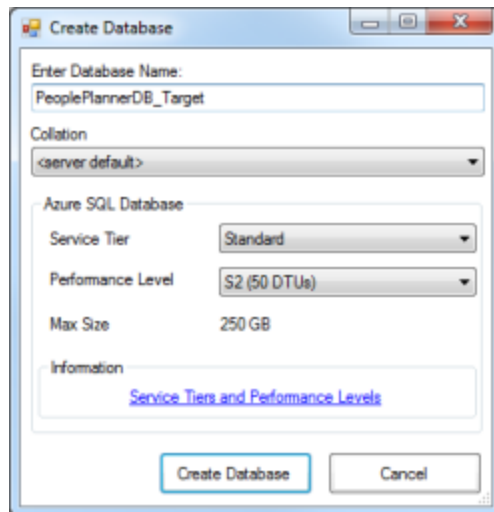 Create Database
Enter Database Name:
PeoplePlannerDB_Target
Collation
<server default>
Azure SQL Database
Service Tier
Standard
Performance Level
S2 (50 DTUs)
Max Size
250 GB
Information
Service Tiers and Performance Levels
Create Database
Cancel